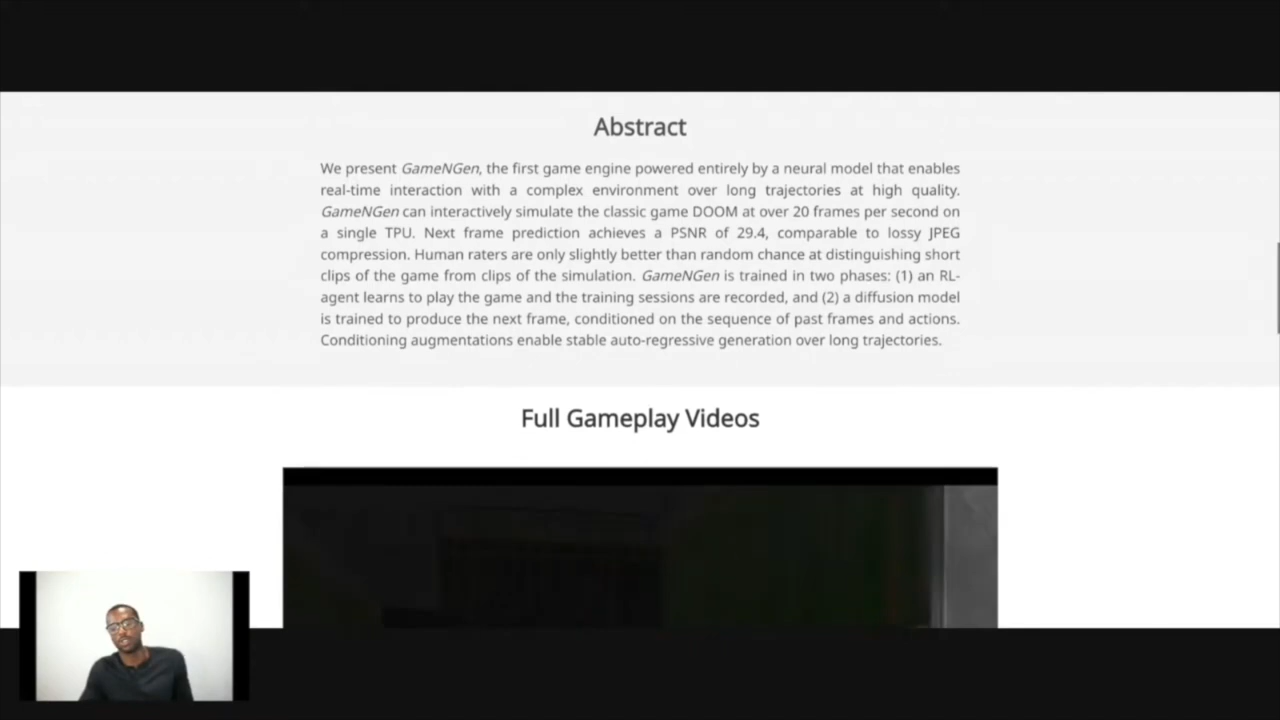 Abstract
We present GameNGen, the first game engine powered entirely by a neural model that enables
real-time interaction with a complex environment over long trajectories at high quality.
GameNGen can interactively simulate the classic game DOOM at over 20 frames per second on
a single TPU. Next frame prediction achieves a PSNR of 29.4, comparable to lossy JPEG
compression. Human raters are only slightly better than random chance at distinguishing short
clips of the game from clips of the simulation. GameNGen is trained in two phases: (1) an RL-
agent learns to play the game and the training sessions are recorded, and (2) a diffusion model
is trained to produce the next frame, conditioned on the sequence of past frames and actions.
Conditioning augmentations enable stable auto-regressive generation over long trajectories.
Full Gameplay Videos